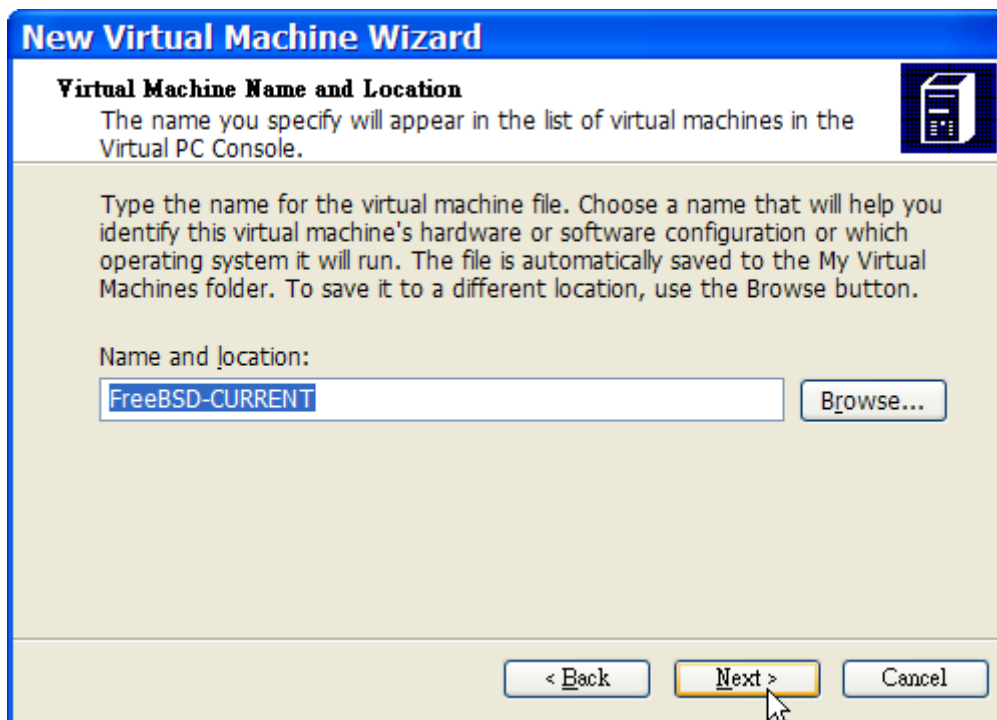 New Virtual Machine Wizard
Virtual Machine Name and Location
The name you specify will appear in the list of virtual machines in the
Virtual PC Console.
Type the name for the virtual machine file. Choose a name that will help you
identify this virtual machine's hardware or software configuration or which
operating system it will run. The file is automatically saved to the My Virtual
Machines folder. To save it to a different location, use the Browse button.
Name and location:
FreeBSD-CURRENT
Browse...
< Back
Next >
Cancel